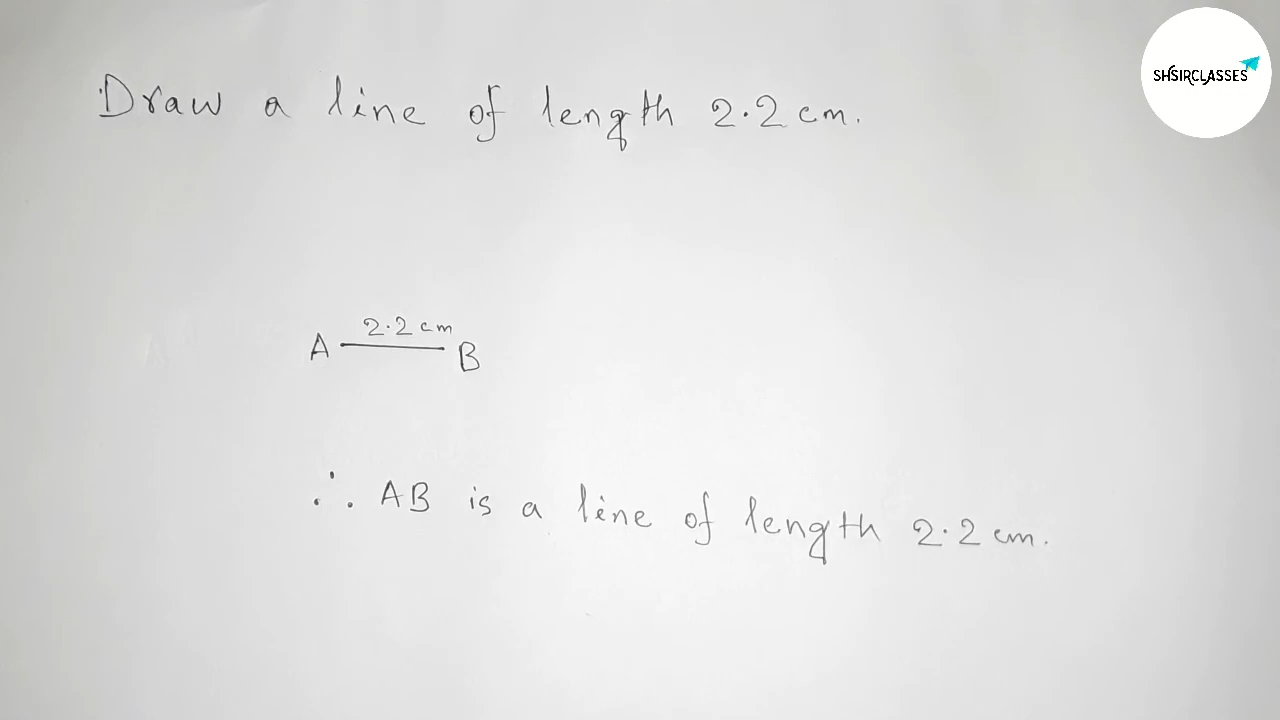 SHSIRCLASSES
Draw a line of length 2.2 cm.
2.2 cm
A B
∴ AB is a line of length 2.2 cm.